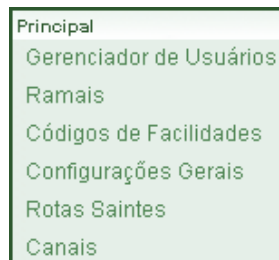 Principal
Gerenciador de Usuários
Ramais
Códigos de Facilidades
Configurações Gerais
Rotas Saintes
Canais